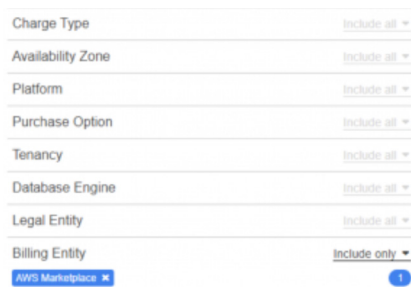 Charge Type Include all
Availability Zone Include all
Platform Include all
Purchase Option Include all
Tenancy Include all
Database Engine Include all
Legal Entity Include all
Billing Entity Include only
AWS Marketplace × 1